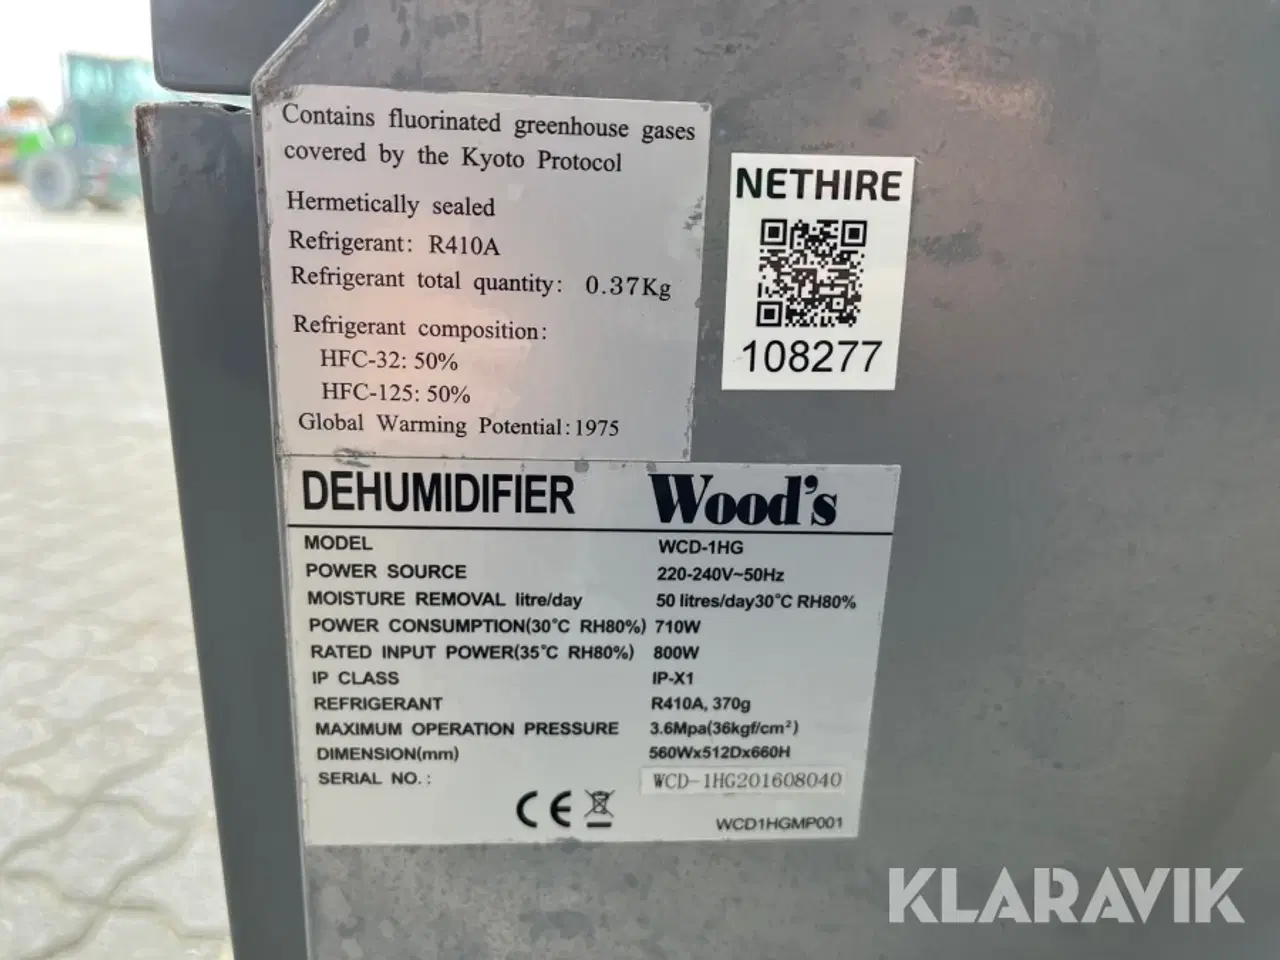 Contains fluorinated greenhouse gases
covered by the Kyoto Protocol
Hermetically sealed
Refrigerant: R410A
Refrigerant total quantity: 0.37Kg
Refrigerant composition:
HFC-32: 50%
HFC-125: 50%
Global Warming Potential:1975
NETHIRE
108277
DEHUMIDIFIER Wood's
MODEL WCD-1HG
POWER SOURCE 220-240V~50Hz
MOISTURE REMOVAL litre/day 50 litres/day30°C RH80%
POWER CONSUMPTION(30°C RH80%) 710W
RATED INPUT POWER(35°C RH80%) 800W
IP CLASS IP-X1
REFRIGERANT R410A, 370g
MAXIMUM OPERATION PRESSURE 3.6Mpa(36kgf/cm²)
DIMENSION(mm) 560Wx512Dx660H
SERIAL NO.: WCD-1HG201608040
CE
WCD1HGMP001
KLARAVIK